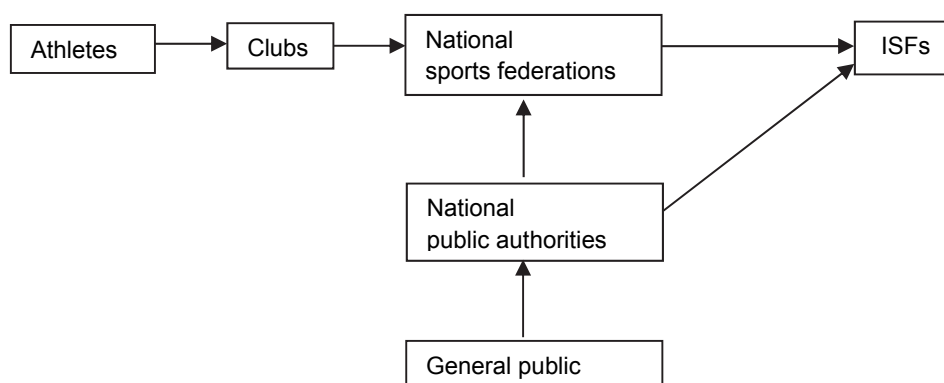 Athletes
Clubs
National
sports federations
ISFs
National
public authorities
General public